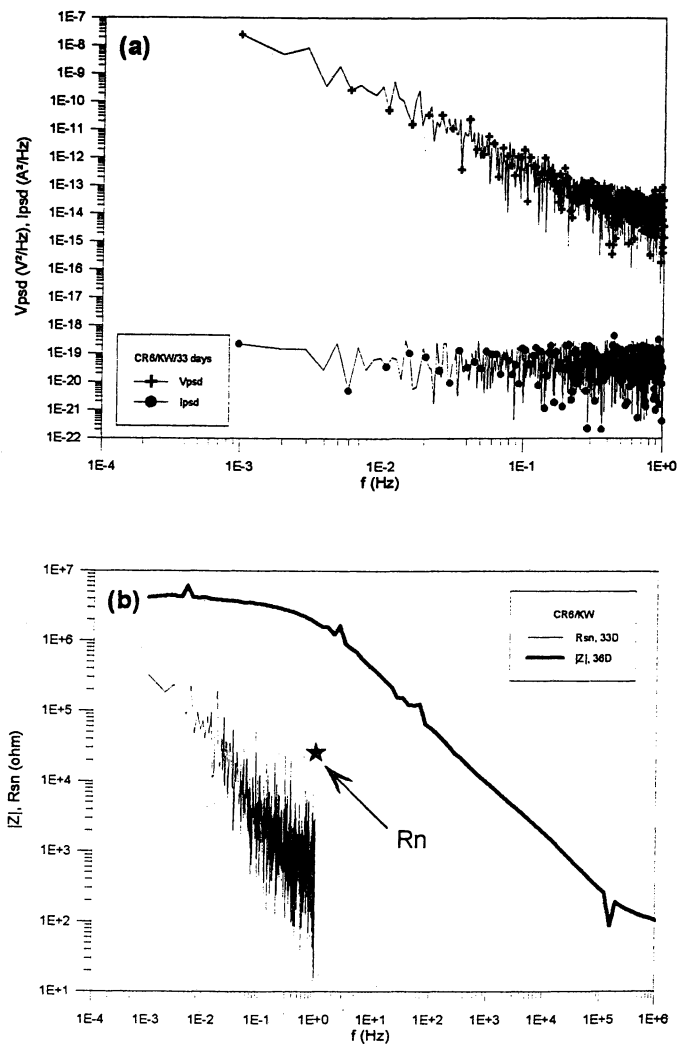 1E-7
(a)
1E-8
1E-9
1E-10
1E-11
1E-12
1E-13
1E-14
1E-15
1E-16
1E-17
1E-18
1E-19
1E-20
1E-21
1E-22
Vpsd (V²/Hz), Ipsd (A²/Hz)
CR6/KW/33 days
Vpsd
Ipsd
1E-4 1E-3 1E-2 1E-1 1E+0
f (Hz)
1E+7
(b)
1E+6
1E+5
1E+4
1E+3
1E+2
1E+1
|Z|, Rsn (ohm)
CR6/KW
Rsn, 33D
|Z|, 36D
Rn
1E-4 1E-3 1E-2 1E-1 1E+0 1E+1 1E+2 1E+3 1E+4 1E+5 1E+6
f (Hz)